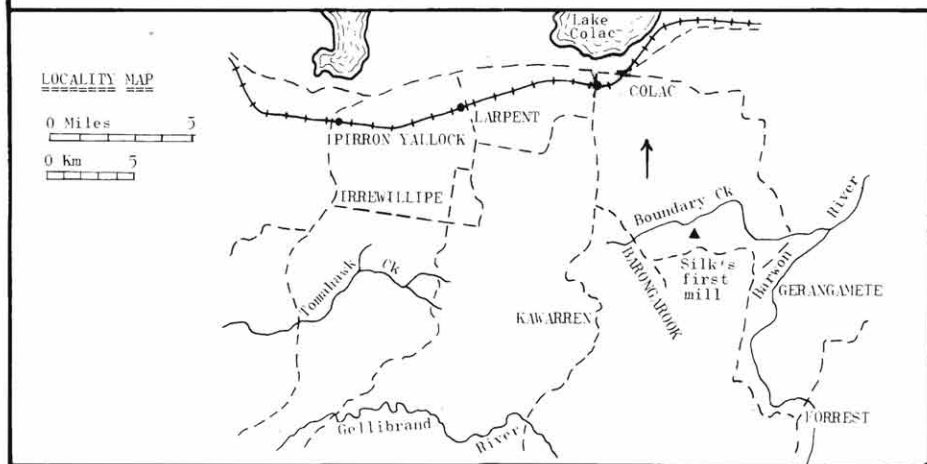 Lake
Colac
LOCALITY MAP
0 Miles 5
0 Km 5
COLAC
LARPENT
PIRRON YALLOCK
IRREWILLIPE
Boundary Ck
River
Silk's
first
mill
Barwon
GERANGAMETE
BARONGAROOK
Tomahawk
Ck
KAWARREN
FORREST
Gellibrand
River